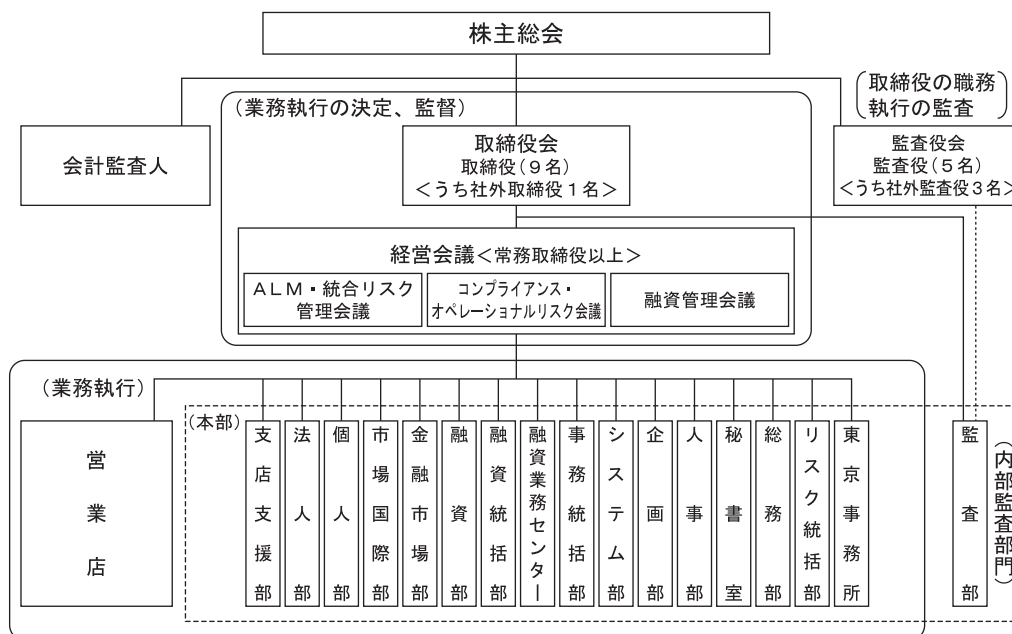 株主総会
(業務執行の決定、監督)
(取締役の職務
執行の監査)
会計監査人
取締役会
取締役(9名)
<うち社外取締役1名>
監査役会
監査役(5名)
<うち社外監査役3名>
経営会議<常務取締役以上>
ALM・統合リスク
管理会議
コンプライアンス・
オペレーショナルリスク会議
融資管理会議
(業務執行)
(本部)
営業店
支店支援部
法人部
個人部
市場国際部
金融市場部
融資部
融資統括部
融資業務センター
事務統括部
システム部
企画部
人事部
秘書室
総務部
リスク統括部
東京事務所
監査部
(内部監査部門)